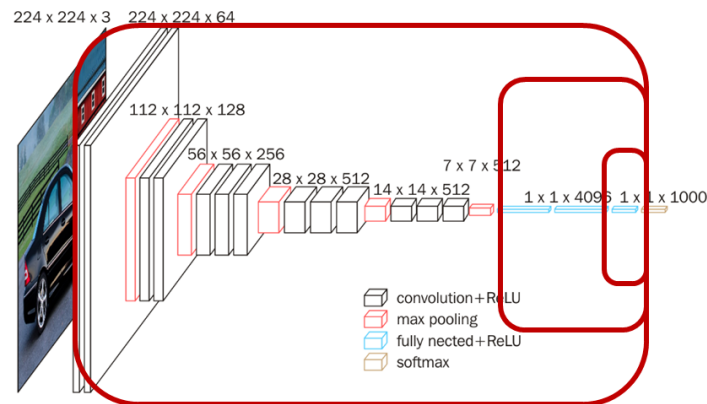 224 x 224 x 3
224 x 224 x 64
112 x 112 x 128
56 x 56 x 256
28 x 28 x 512
14 x 14 x 512
7 x 7 x 512
1 x 1 x 4096
1 x 1 x 1000
convolution+ReLU
max pooling
fully nected+ReLU
softmax